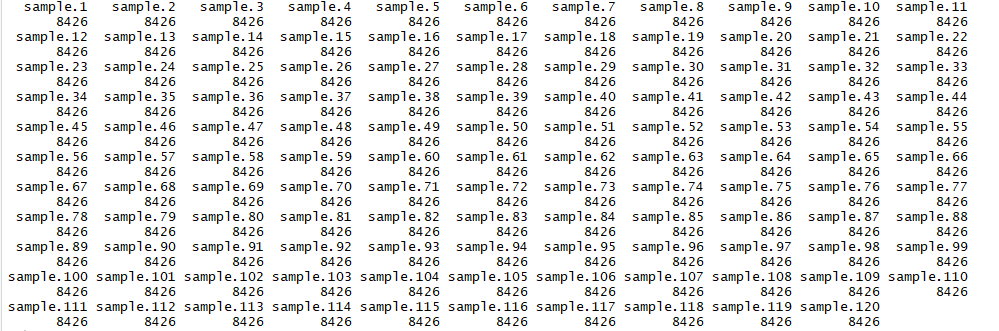 sample.1 sample.2 sample.3 sample.4 sample.5 sample.6 sample.7 sample.8 sample.9 sample.10 sample.11
8426 8426 8426 8426 8426 8426 8426 8426 8426 8426 8426
sample.12 sample.13 sample.14 sample.15 sample.16 sample.17 sample.18 sample.19 sample.20 sample.21 sample.22
8426 8426 8426 8426 8426 8426 8426 8426 8426 8426 8426
sample.23 sample.24 sample.25 sample.26 sample.27 sample.28 sample.29 sample.30 sample.31 sample.32 sample.33
8426 8426 8426 8426 8426 8426 8426 8426 8426 8426 8426
sample.34 sample.35 sample.36 sample.37 sample.38 sample.39 sample.40 sample.41 sample.42 sample.43 sample.44
8426 8426 8426 8426 8426 8426 8426 8426 8426 8426 8426
sample.45 sample.46 sample.47 sample.48 sample.49 sample.50 sample.51 sample.52 sample.53 sample.54 sample.55
8426 8426 8426 8426 8426 8426 8426 8426 8426 8426 8426
sample.56 sample.57 sample.58 sample.59 sample.60 sample.61 sample.62 sample.63 sample.64 sample.65 sample.66
8426 8426 8426 8426 8426 8426 8426 8426 8426 8426 8426
sample.67 sample.68 sample.69 sample.70 sample.71 sample.72 sample.73 sample.74 sample.75 sample.76 sample.77
8426 8426 8426 8426 8426 8426 8426 8426 8426 8426 8426
sample.78 sample.79 sample.80 sample.81 sample.82 sample.83 sample.84 sample.85 sample.86 sample.87 sample.88
8426 8426 8426 8426 8426 8426 8426 8426 8426 8426 8426
sample.89 sample.90 sample.91 sample.92 sample.93 sample.94 sample.95 sample.96 sample.97 sample.98 sample.99
8426 8426 8426 8426 8426 8426 8426 8426 8426 8426 8426
sample.100 sample.101 sample.102 sample.103 sample.104 sample.105 sample.106 sample.107 sample.108 sample.109 sample.110
8426 8426 8426 8426 8426 8426 8426 8426 8426 8426 8426
sample.111 sample.112 sample.113 sample.114 sample.115 sample.116 sample.117 sample.118 sample.119 sample.120
8426 8426 8426 8426 8426 8426 8426 8426 8426 8426